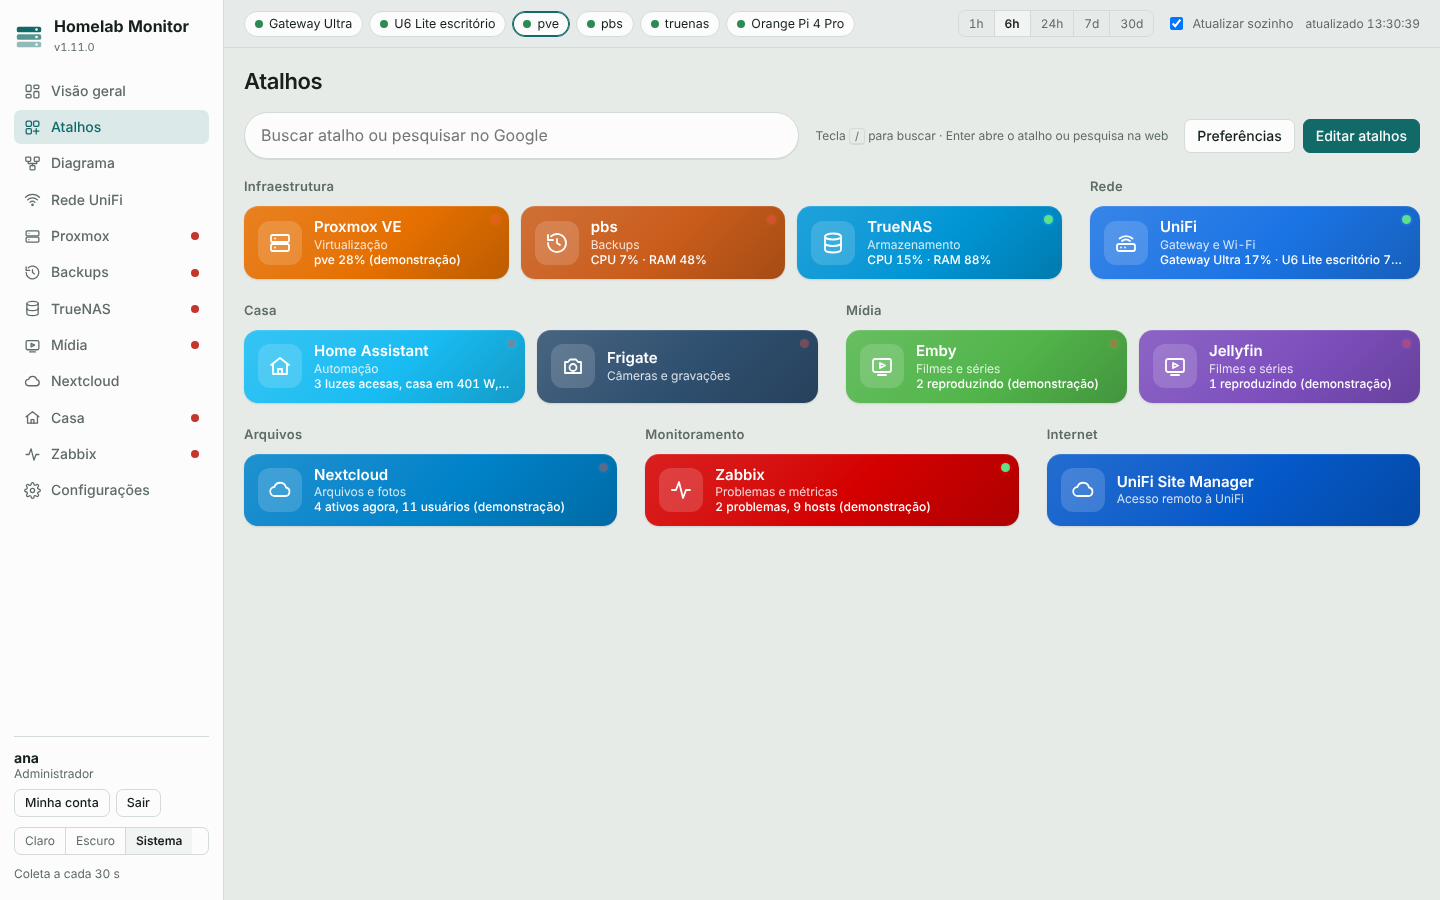 Homelab Monitor
v1.11.0
Visão geral
Atalhos
Diagrama
Rede UniFi
Proxmox
Backups
TrueNAS
Mídia
Nextcloud
Casa
Zabbix
Configurações
ana
Administrador
Minha conta
Sair
Claro
Escuro
Sistema
Coleta a cada 30 s
Gateway Ultra
U6 Lite escritório
pve
pbs
truenas
Orange Pi 4 Pro
1h
6h
24h
7d
30d
Atualizar sozinho
atualizado 13:30:39
Atalhos
Buscar atalho ou pesquisar no Google
Tecla / para buscar · Enter abre o atalho ou pesquisa na web
Preferências
Editar atalhos
Infraestrutura
Proxmox VE
Virtualização
pve 28% (demonstração)
pbs
Backups
CPU 7% · RAM 48%
TrueNAS
Armazenamento
CPU 15% · RAM 88%
Rede
UniFi
Gateway e Wi-Fi
Gateway Ultra 17% · U6 Lite escritório 7...
Casa
Home Assistant
Automação
3 luzes acesas, casa em 401 W,...
Frigate
Câmeras e gravações
Mídia
Emby
Filmes e séries
2 reproduzindo (demonstração)
Jellyfin
Filmes e séries
1 reproduzindo (demonstração)
Arquivos
Nextcloud
Arquivos e fotos
4 ativos agora, 11 usuários (demonstração)
Monitoramento
Zabbix
Problemas e métricas
2 problemas, 9 hosts (demonstração)
Internet
UniFi Site Manager
Acesso remoto à UniFi